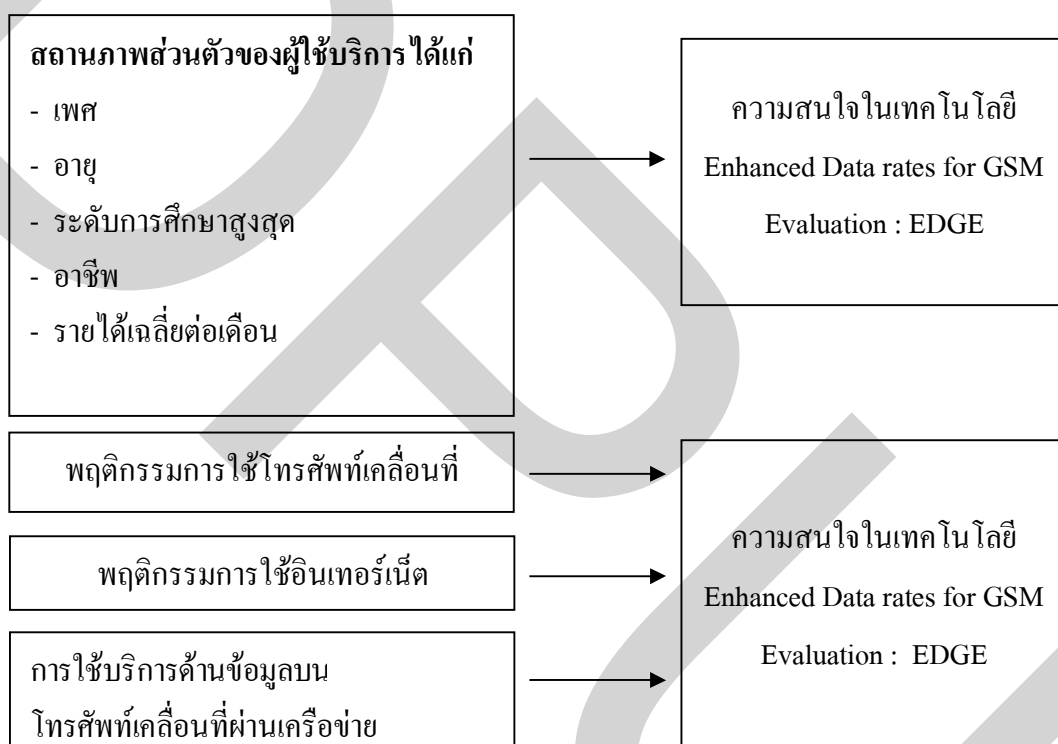 สถานภาพส่วนตัวของผู้ใช้บริการ ได้แก่
- เพศ
- อายุ
- ระดับการศึกษาสูงสุด
- อาชีพ
- รายได้เฉลี่ยต่อเดือน
ความสนใจในเทคโนโลยี
Enhanced Data rates for GSM
Evaluation : EDGE
พฤติกรรมการใช้โทรศัพท์เคลื่อนที่
พฤติกรรมการใช้อินเทอร์เน็ต
การใช้บริการด้านข้อมูลบน
โทรศัพท์เคลื่อนที่ผ่านเครือข่าย
ความสนใจในเทคโนโลยี
Enhanced Data rates for GSM
Evaluation :  EDGE